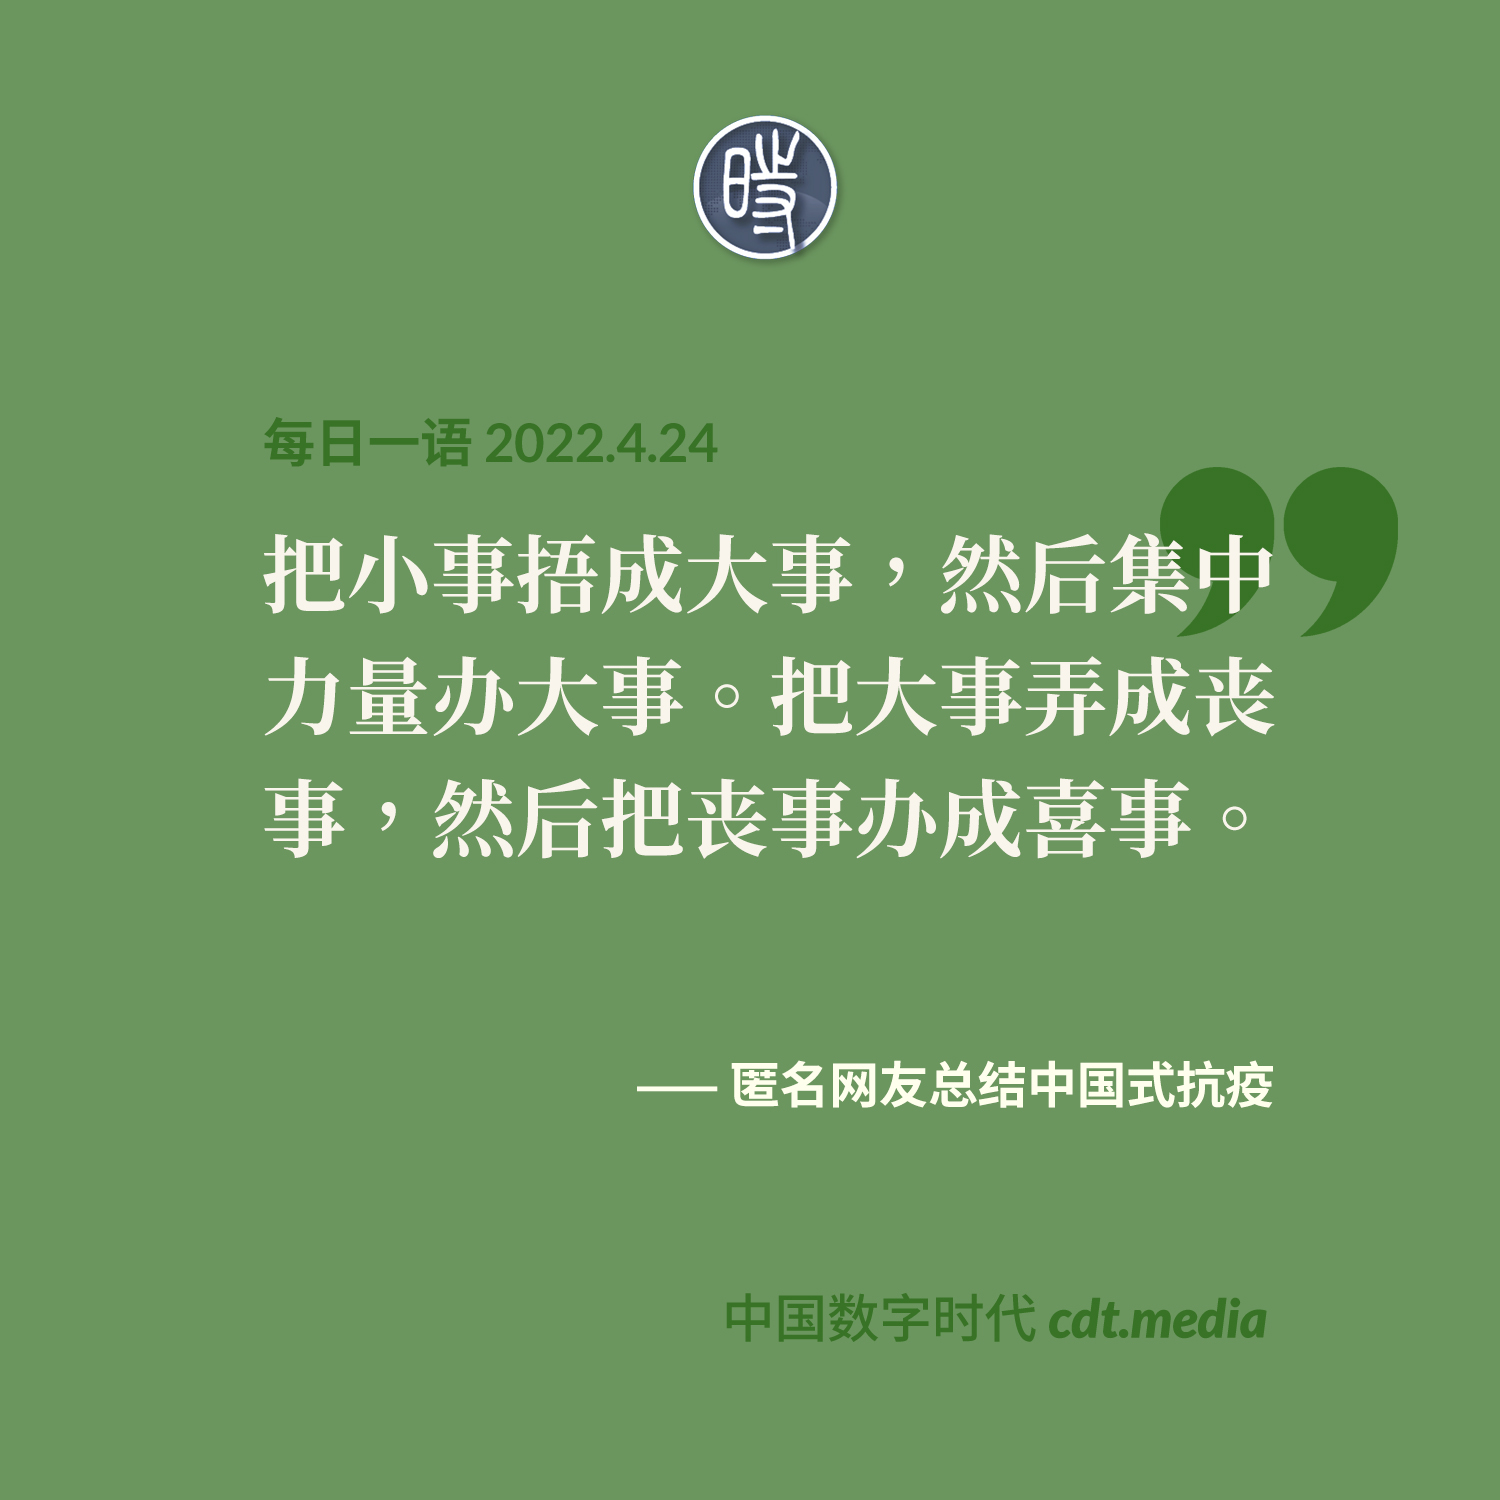 時
每日一语 2022.4.24
把小事捂成大事，然后集中
力量办大事。把大事弄成丧
事，然后把丧事办成喜事。
—— 匿名网友总结中国式抗疫
中国数字时代 cdt.media